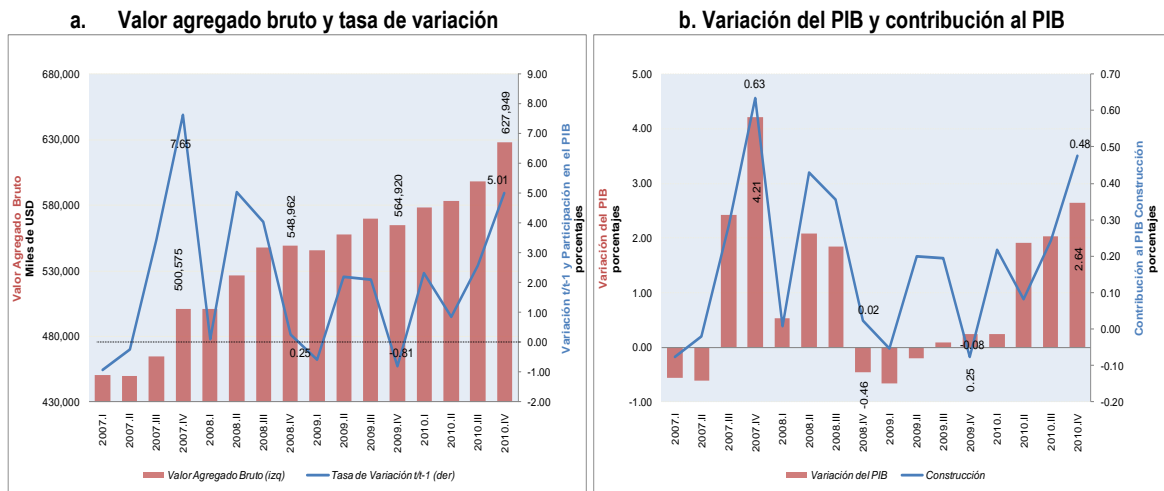 a. Valor agregado bruto y tasa de variación
680,000
630,000
580,000
530,000
480,000
430,000
Valor Agregado Bruto
Miles de USD
9.00
8.00
7.00
6.00
5.00
4.00
3.00
2.00
1.00
0.00
-1.00
-2.00
Variación t/t-1 y Participación en el PIB
porcentajes
7.65
500,575
548,962
0.25
564,920
-0.81
627,949
5.01
2007.I
2007.II
2007.III
2007.IV
2008.I
2008.II
2008.III
2008.IV
2009.I
2009.II
2009.III
2009.IV
2010.I
2010.II
2010.III
2010.IV
Valor Agregado Bruto (izq)
Tasa de Variación t/t-1 (der)
b. Variación del PIB y contribución al PIB
5.00
4.00
3.00
2.00
1.00
0.00
-1.00
Variación del PIB
porcentajes
0.70
0.60
0.50
0.40
0.30
0.20
0.10
0.00
-0.10
-0.20
Contribución al PIB Construcción
porcentajes
0.63
4.21
0.02
-0.46
-0.08
0.25
0.48
2.64
2007.I
2007.II
2007.III
2007.IV
2008.I
2008.II
2008.III
2008.IV
2009.I
2009.II
2009.III
2009.IV
2010.I
2010.II
2010.III
2010.IV
Variación del PIB
Construcción